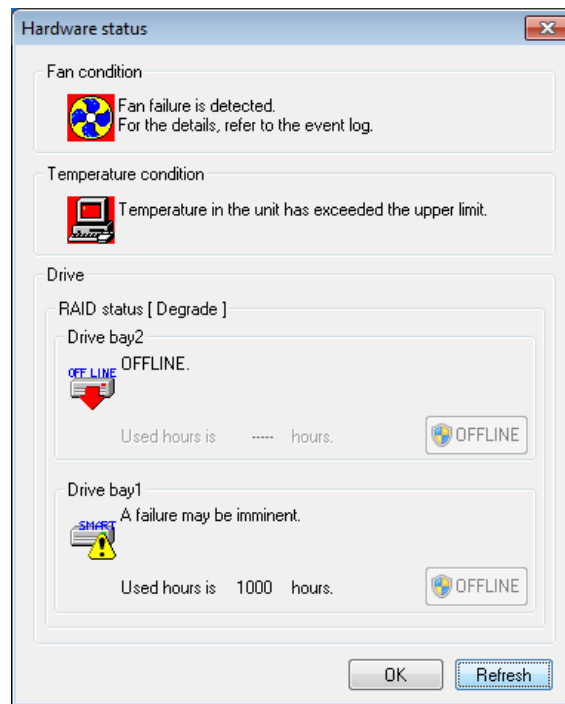 Hardware status
Fan condition
Fan failure is detected.
For the details, refer to the event log.
Temperature condition
Temperature in the unit has exceeded the upper limit.
Drive
RAID status [ Degrade ]
Drive bay2
OFF LINE
OFFLINE.
Used hours is ----- hours.
OFFLINE
Drive bay1
SMART
A failure may be imminent.
Used hours is 1000 hours.
OFFLINE
OK
Refresh